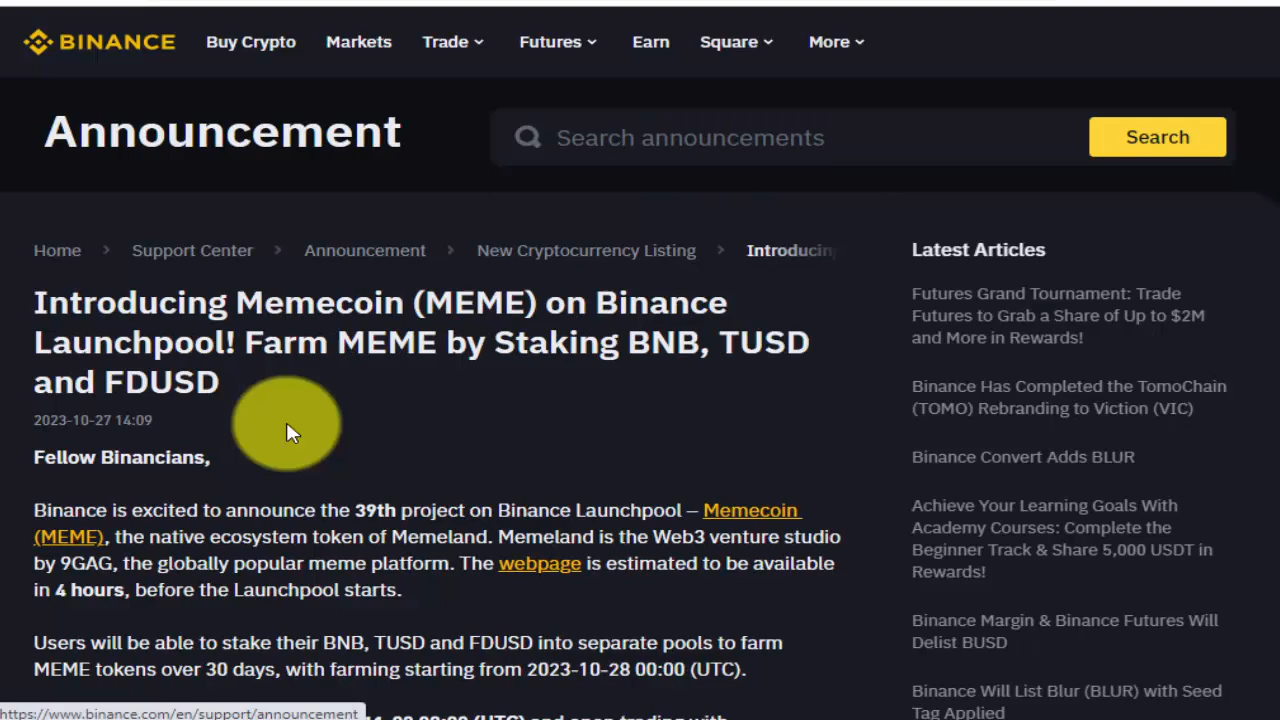 BINANCE Buy Crypto Markets Trade Futures Earn Square More
Announcement
Search announcements
Search
Home > Support Center > Announcement > New Cryptocurrency Listing > Introducin
Introducing Memecoin (MEME) on Binance
Launchpool! Farm MEME by Staking BNB, TUSD
and FDUSD
2023-10-27 14:09
Fellow Binancians,
Binance is excited to announce the 39th project on Binance Launchpool – Memecoin
(MEME), the native ecosystem token of Memeland. Memeland is the Web3 venture studio
by 9GAG, the globally popular meme platform. The webpage is estimated to be available
in 4 hours, before the Launchpool starts.
Users will be able to stake their BNB, TUSD and FDUSD into separate pools to farm
MEME tokens over 30 days, with farming starting from 2023-10-28 00:00 (UTC).
(UTC) and open trading with
https://www.binance.com/en/support/announcement
Latest Articles
Futures Grand Tournament: Trade
Futures to Grab a Share of Up to $2M
and More in Rewards!
Binance Has Completed the TomoChain
(TOMO) Rebranding to Viction (VIC)
Binance Convert Adds BLUR
Achieve Your Learning Goals With
Academy Courses: Complete the
Beginner Track & Share 5,000 USDT in
Rewards!
Binance Margin & Binance Futures Will
Delist BUSD
Binance Will List Blur (BLUR) with Seed
Tag Applied